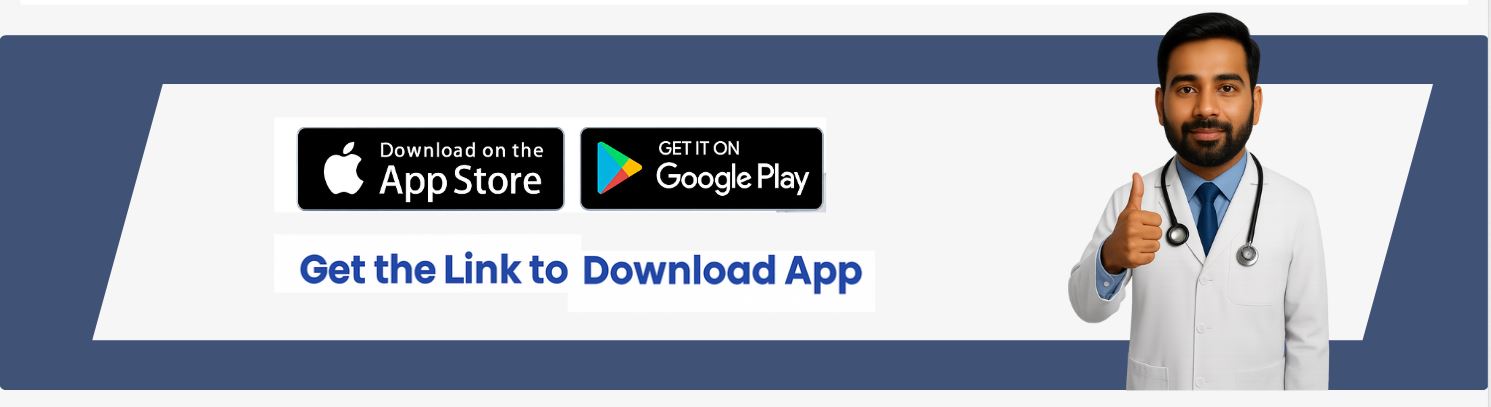 Download on the
App Store
GET IT ON
Google Play
Get the Link to Download App